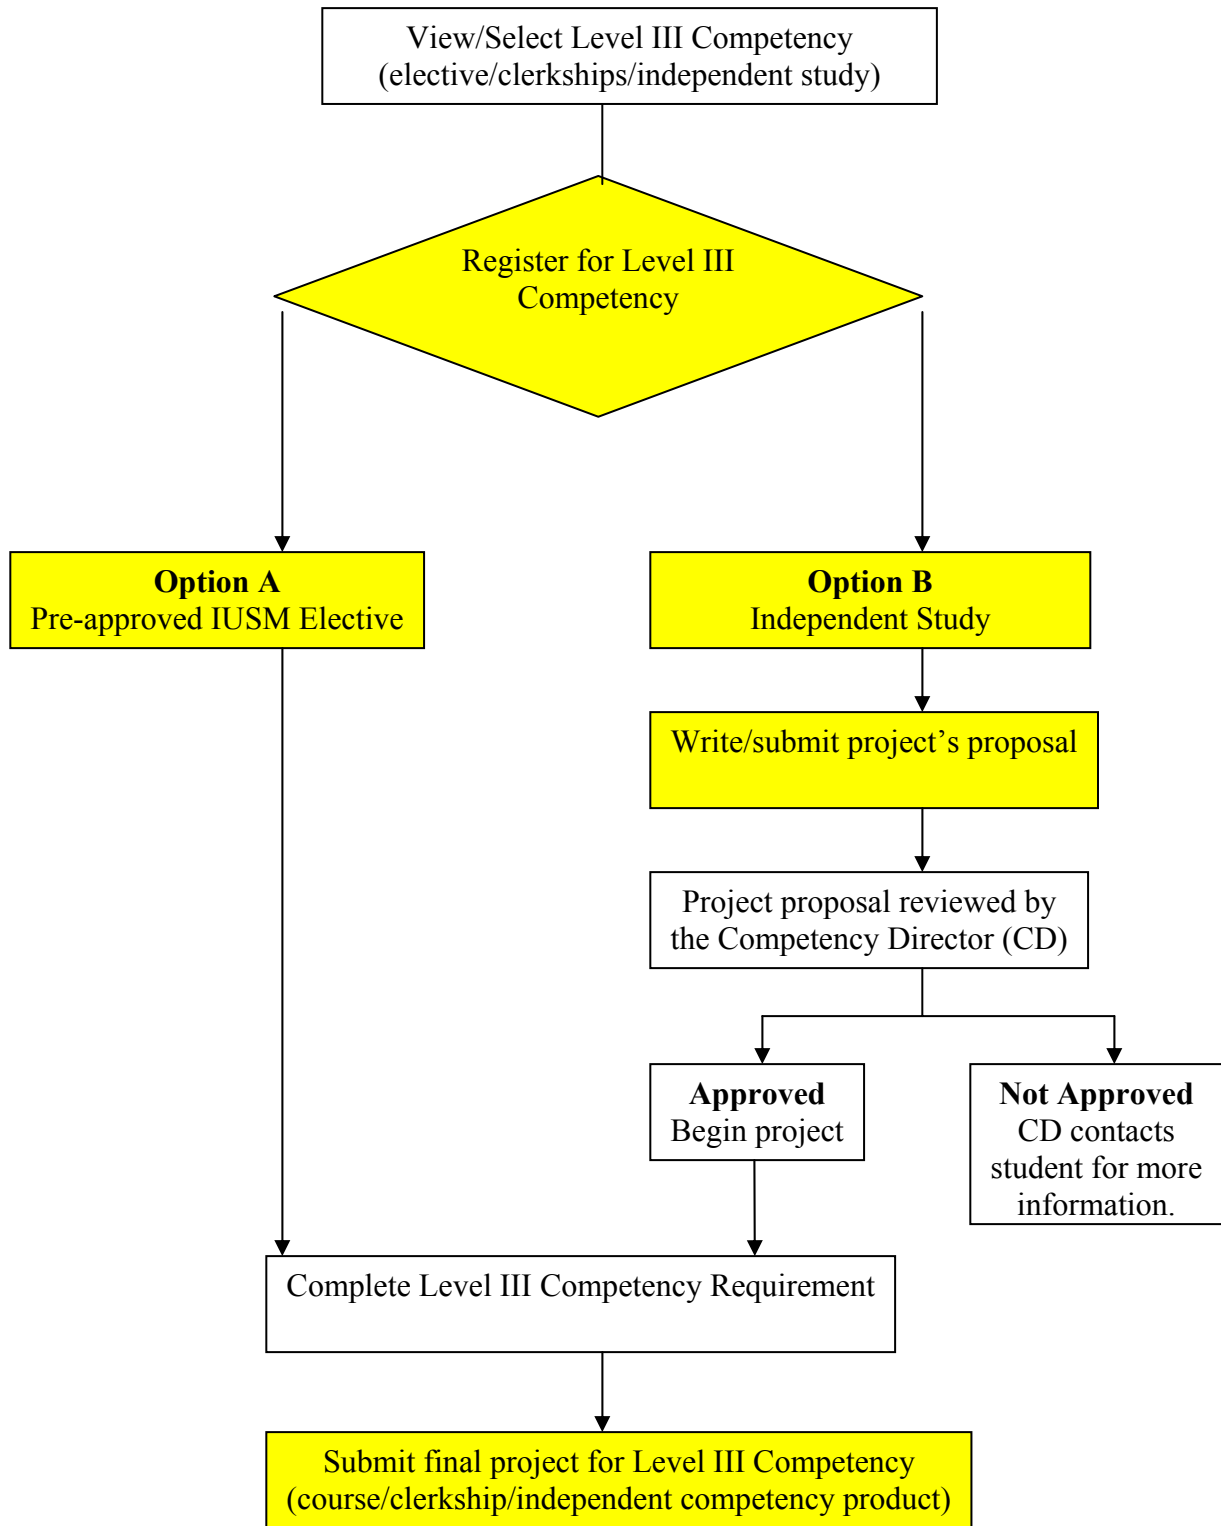 View/Select Level III Competency
(elective/clerkships/independent study)
Register for Level III
Competency
Option A
Pre-approved IUSM Elective
Option B
Independent Study
Write/submit project’s proposal
Project proposal reviewed by
the Competency Director (CD)
Approved
Begin project
Not Approved
CD contacts
student for more
information.
Complete Level III Competency Requirement
Submit final project for Level III Competency
(course/clerkship/independent competency product)